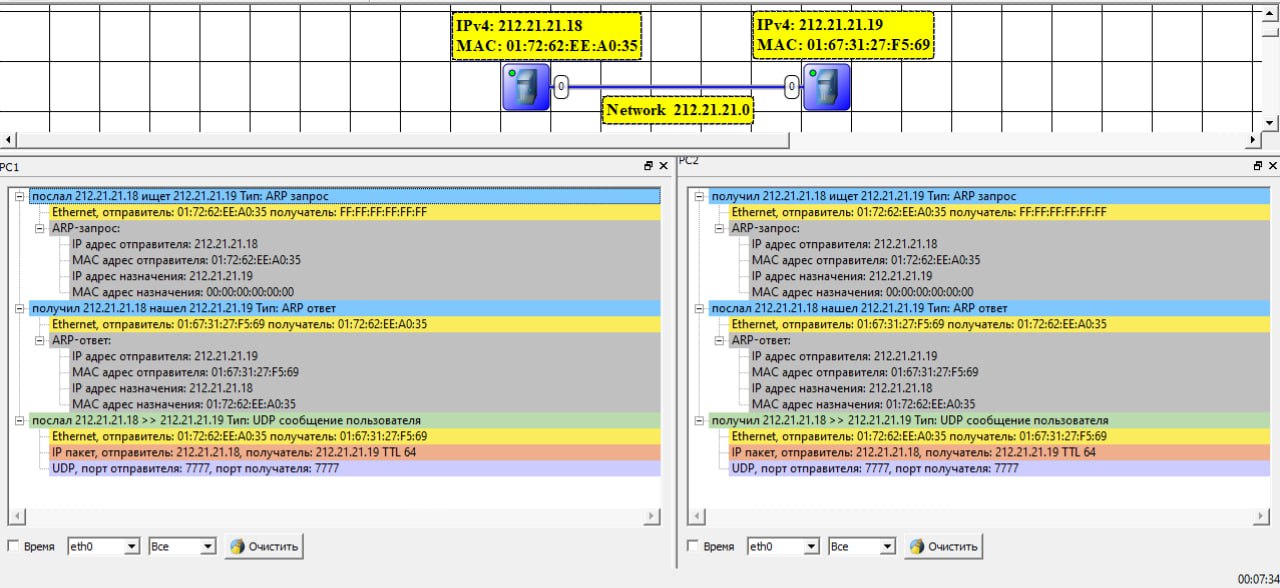 IPv4: 212.21.21.18
MAC: 01:72:62:EE:A0:35
IPv4: 212.21.21.19
MAC: 01:67:31:27:F5:69
0
0
Network 212.21.21.0
PC1
послал 212.21.21.18 ищет 212.21.21.19 Тип: ARP запрос
Ethernet, отправитель: 01:72:62:EE:A0:35 получатель: FF:FF:FF:FF:FF:FF
ARP-запрос:
IP адрес отправителя: 212.21.21.18
MAC адрес отправителя: 01:72:62:EE:A0:35
IP адрес назначения: 212.21.21.19
MAC адрес назначения: 00:00:00:00:00:00
получил 212.21.21.18 нашел 212.21.21.19 Тип: ARP ответ
Ethernet, отправитель: 01:67:31:27:F5:69 получатель: 01:72:62:EE:A0:35
ARP-ответ:
IP адрес отправителя: 212.21.21.19
MAC адрес отправителя: 01:67:31:27:F5:69
IP адрес назначения: 212.21.21.18
MAC адрес назначения: 01:72:62:EE:A0:35
послал 212.21.21.18 >> 212.21.21.19 Тип: UDP сообщение пользователя
Ethernet, отправитель: 01:72:62:EE:A0:35 получатель: 01:67:31:27:F5:69
IP пакет, отправитель: 212.21.21.18, получатель: 212.21.21.19 TTL 64
UDP, порт отправителя: 7777, порт получателя: 7777
Время
eth0
Все
Очистить
PC2
получил 212.21.21.18 ищет 212.21.21.19 Тип: ARP запрос
Ethernet, отправитель: 01:72:62:EE:A0:35 получатель: FF:FF:FF:FF:FF:FF
ARP-запрос:
IP адрес отправителя: 212.21.21.18
MAC адрес отправителя: 01:72:62:EE:A0:35
IP адрес назначения: 212.21.21.19
MAC адрес назначения: 00:00:00:00:00:00
послал 212.21.21.18 нашел 212.21.21.19 Тип: ARP ответ
Ethernet, отправитель: 01:67:31:27:F5:69 получатель: 01:72:62:EE:A0:35
ARP-ответ:
IP адрес отправителя: 212.21.21.19
MAC адрес отправителя: 01:67:31:27:F5:69
IP адрес назначения: 212.21.21.18
MAC адрес назначения: 01:72:62:EE:A0:35
получил 212.21.21.18 >> 212.21.21.19 Тип: UDP сообщение пользователя
Ethernet, отправитель: 01:72:62:EE:A0:35 получатель: 01:67:31:27:F5:69
IP пакет, отправитель: 212.21.21.18, получатель: 212.21.21.19 TTL 64
UDP, порт отправителя: 7777, порт получателя: 7777
Время
eth0
Все
Очистить
00:07:34